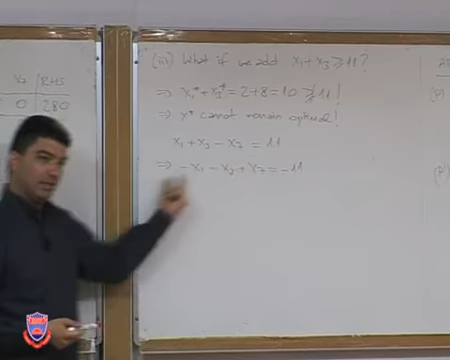 x₇ RHS
0 280
(iii) What if we add x₁ + x₃ ≥ 11 ?
⇒ x₁* + x₃* = 2+8 = 10 ≱ 11 !
⇒ x* cannot remain optimal!
x₁ + x₃ − x₇ = 11
⇒ −x₁ − x₃ + x₇ = −11
(P)